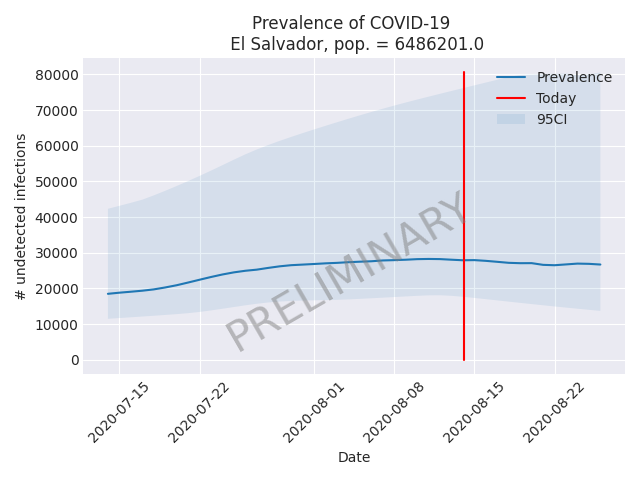 Prevalence of COVID-19
El Salvador, pop. = 6486201.0
80000
70000
60000
50000
40000
30000
20000
10000
0
# undetected infections
Prevalence
Today
95CI
PRELIMINARY
2020-07-15
2020-07-22
2020-08-01
2020-08-08
2020-08-15
2020-08-22
Date